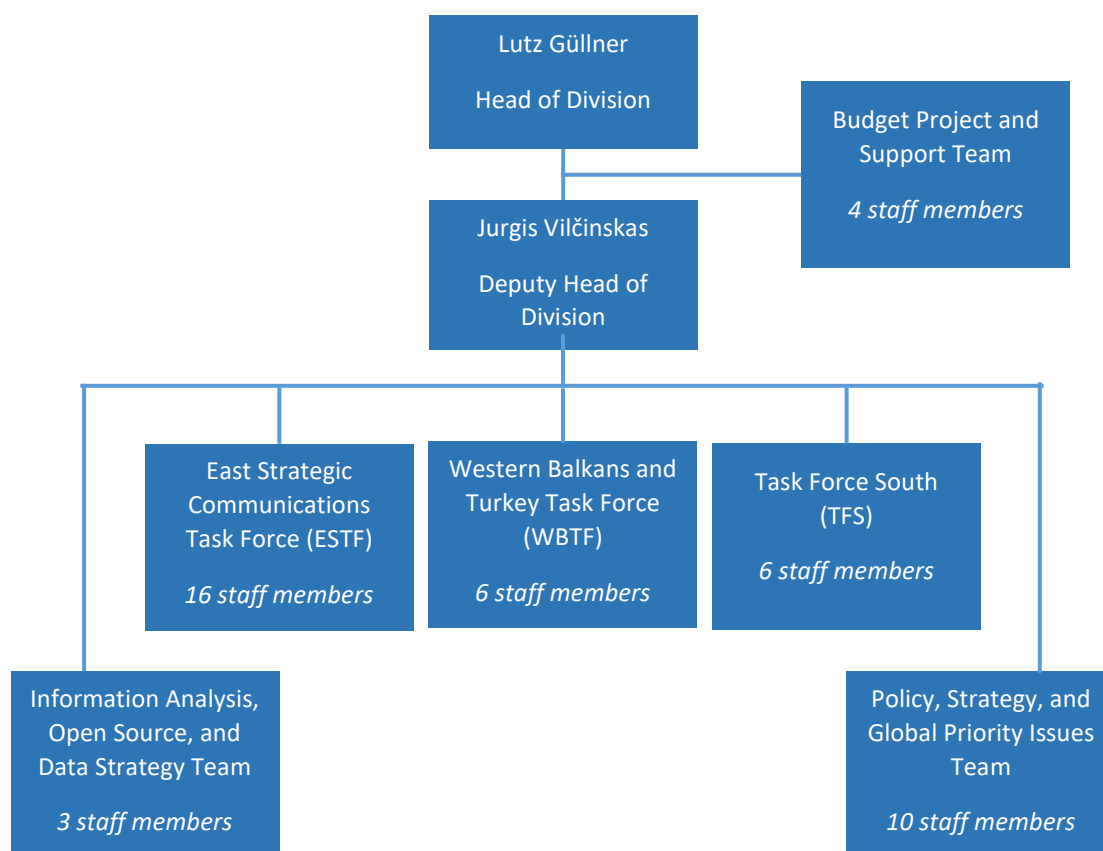 Lutz Güllner
Head of Division
Budget Project and
Support Team
4 staff members
Jurgis Vilčinskas
Deputy Head of
Division
East Strategic
Communications
Task Force (ESTF)
16 staff members
Western Balkans and
Turkey Task Force
(WBTF)
6 staff members
Task Force South
(TFS)
6 staff members
Information Analysis,
Open Source, and
Data Strategy Team
3 staff members
Policy, Strategy, and
Global Priority Issues
Team
10 staff members